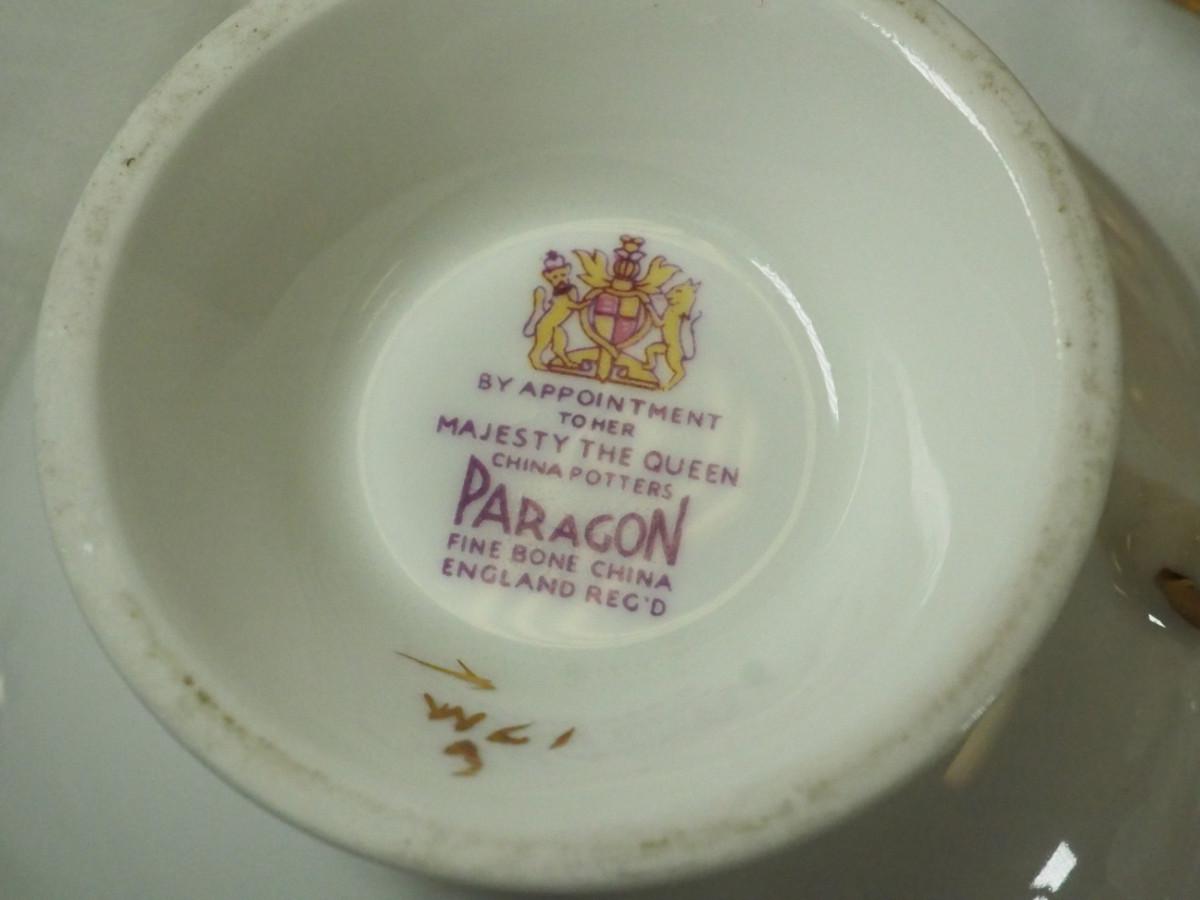 BY APPOINTMENT
TO HER
MAJESTY THE QUEEN
CHINA POTTERS
PARAGON
FINE BONE CHINA
ENGLAND REG'D